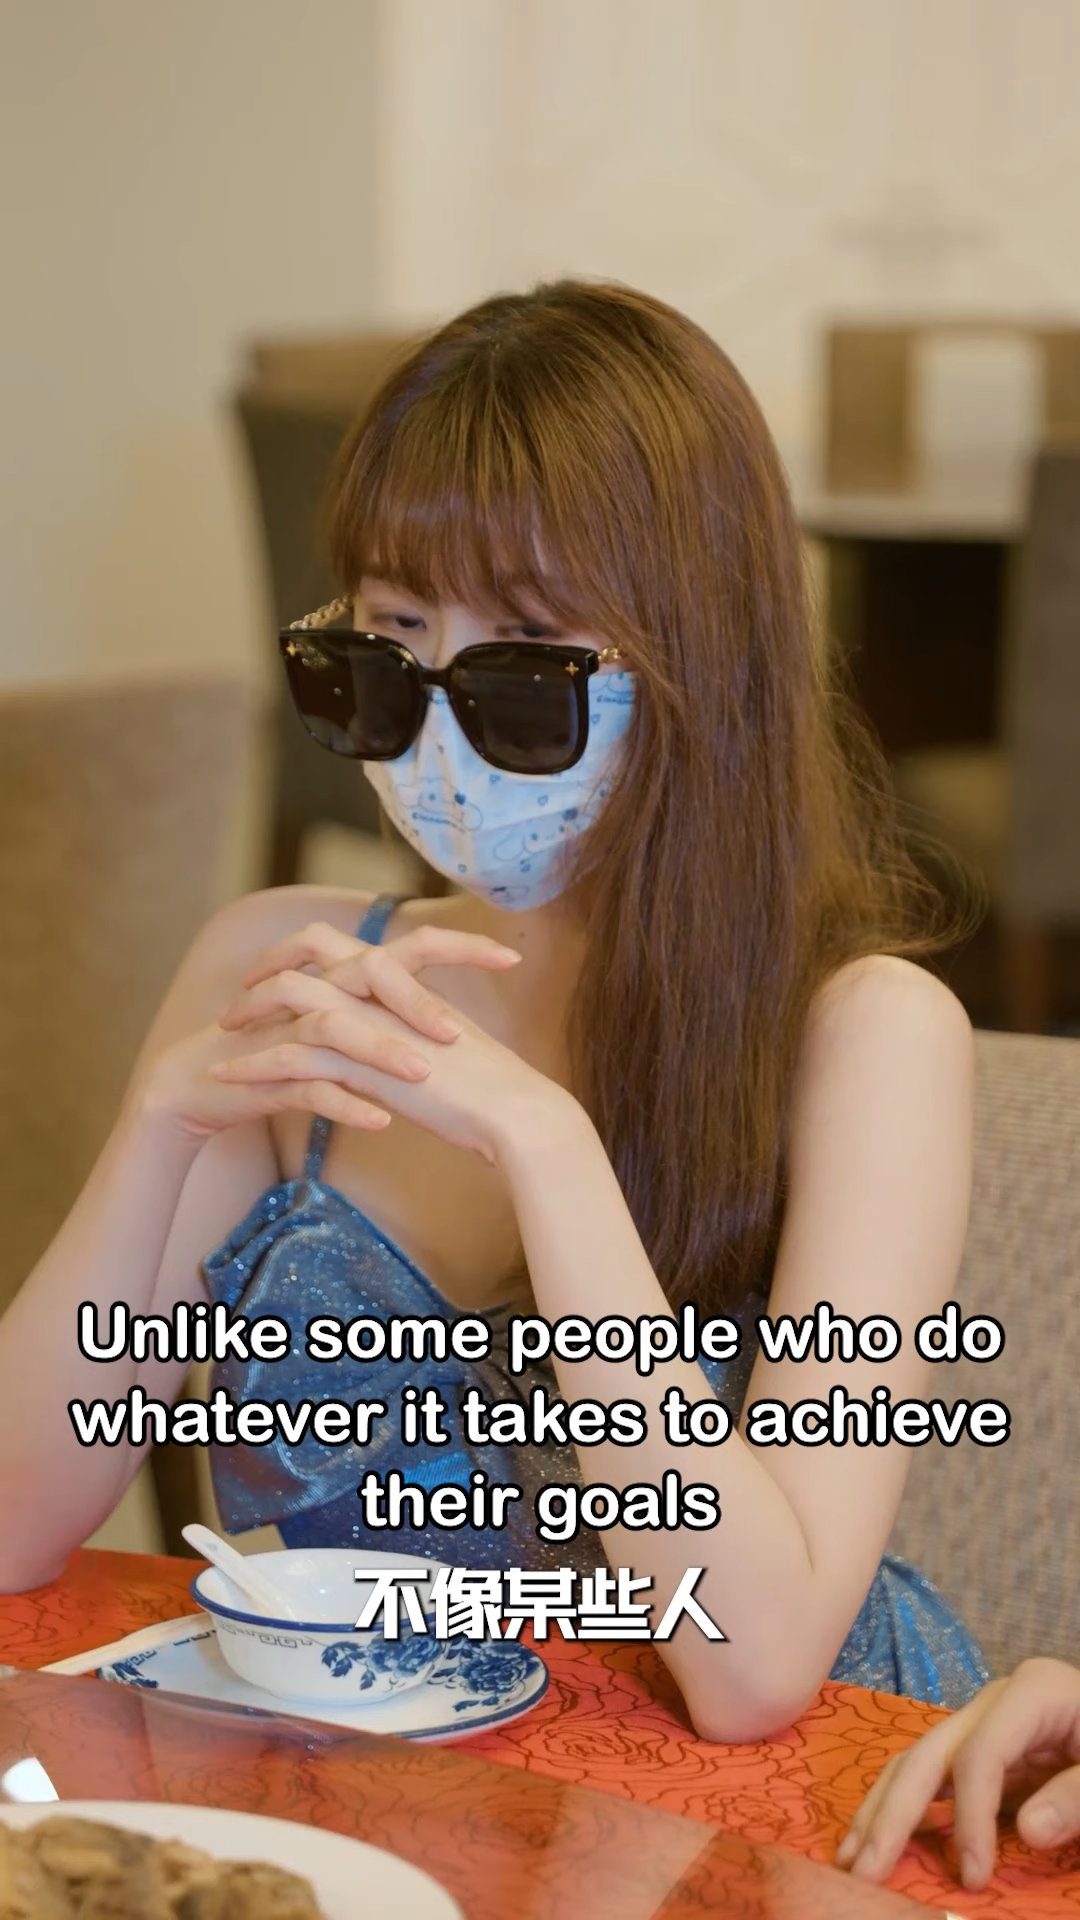 Unlike some people who do
whatever it takes to achieve
their goals
不像某些人